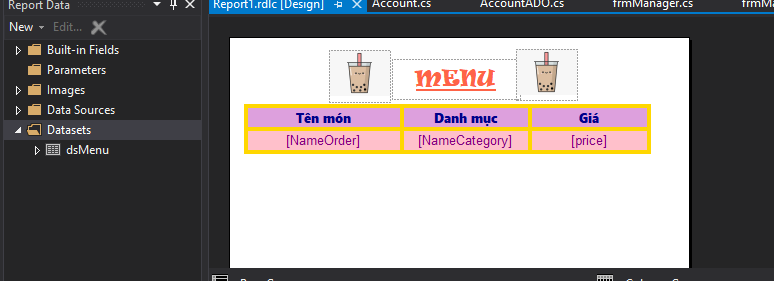 Report Data
Report1.rdlc [Design]
Account.cs
AccountADO.cs
frmManager.cs
New
Edit...
Built-in Fields
Parameters
Images
Data Sources
Datasets
dsMenu
MENU
Tên món Danh mục Giá
[NameOrder] [NameCategory] [price]